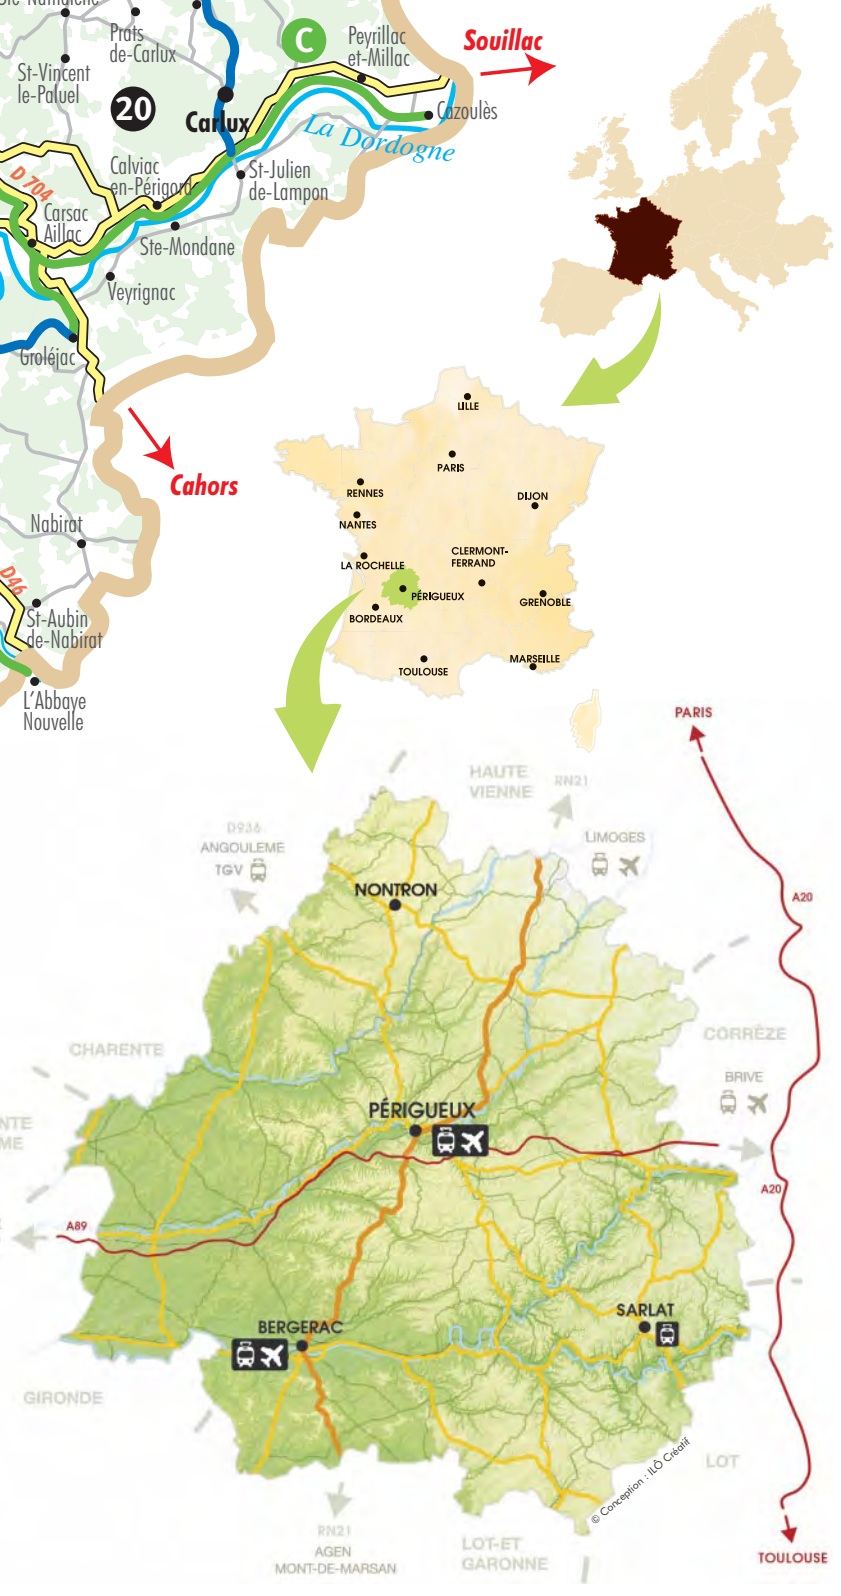 Prats
de-Carlux
St-Vincent
le-Paluel
20
Carlux
C
Peyrillac
et-Millac
Souillac
Cazoulès
La Dordogne
D 704
Calviac
en-Périgord
St-Julien
de-Lampon
Carsac
Aillac
Ste-Mondane
Veyrignac
Groléjac
Cahors
Nabirat
D46
St-Aubin
de-Nabirat
L'Abbaye
Nouvelle
LILLE
PARIS
RENNES
DIJON
NANTES
LA ROCHELLE
CLERMONT-
FERRAND
PÉRIGUEUX
GRENOBLE
BORDEAUX
TOULOUSE
MARSEILLE
PARIS
HAUTE
VIENNE
RN21
D936
ANGOULEME
TGV
LIMOGES
NONTRON
A20
CHARENTE
CORRÈZE
BRIVE
NTE
ME
PÉRIGUEUX
A89
A20
SARLAT
BERGERAC
GIRONDE
LOT
© Conception : ILÔ Créatif
RN21
AGEN
MONT-DE-MARSAN
LOT-ET
GARONNE
TOULOUSE